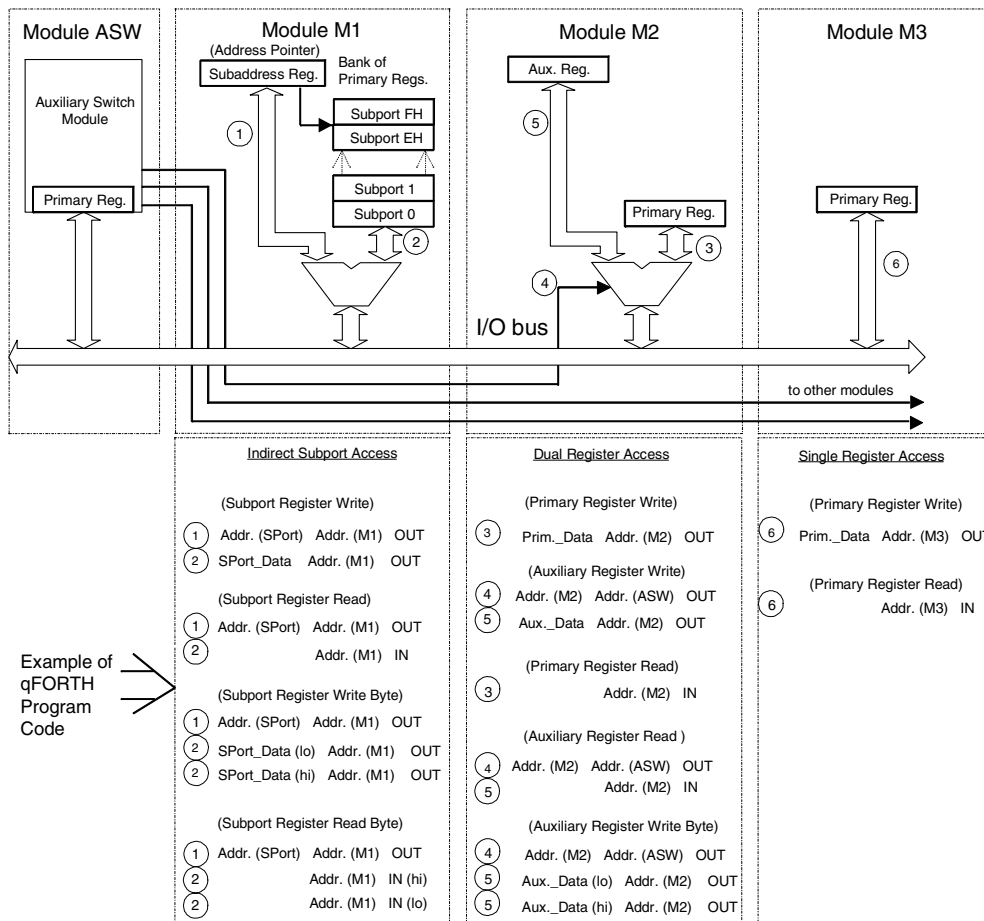 Module ASW
Auxiliary Switch
Module
Primary Reg.
Module M1
(Address Pointer)
Subaddress Reg.
Bank of
Primary Regs.
Subport FH
Subport EH
Subport 1
Subport 0
1
2
Module M2
Aux. Reg.
5
Primary Reg.
3
4
Module M3
Primary Reg.
6
I/O bus
to other modules
Example of
qFORTH
Program
Code
Indirect Subport Access
(Subport Register Write)
1 Addr. (SPort) Addr. (M1) OUT
2 SPort_Data Addr. (M1) OUT
(Subport Register Read)
1 Addr. (SPort) Addr. (M1) OUT
2 Addr. (M1) IN
(Subport Register Write Byte)
1 Addr. (SPort) Addr. (M1) OUT
2 SPort_Data (lo) Addr. (M1) OUT
2 SPort_Data (hi) Addr. (M1) OUT
(Subport Register Read Byte)
1 Addr. (SPort) Addr. (M1) OUT
2 Addr. (M1) IN (hi)
2 Addr. (M1) IN (lo)
Dual Register Access
(Primary Register Write)
3 Prim._Data Addr. (M2) OUT
(Auxiliary Register Write)
4 Addr. (M2) Addr. (ASW) OUT
5 Aux._Data Addr. (M2) OUT
(Primary Register Read)
3 Addr. (M2) IN
(Auxiliary Register Read )
4 Addr. (M2) Addr. (ASW) OUT
5 Addr. (M2) IN
(Auxiliary Register Write Byte)
4 Addr. (M2) Addr. (ASW) OUT
5 Aux._Data (lo) Addr. (M2) OUT
5 Aux._Data (hi) Addr. (M2) OUT
Single Register Access
(Primary Register Write)
6 Prim._Data Addr. (M3) OUT
(Primary Register Read)
6 Addr. (M3) IN